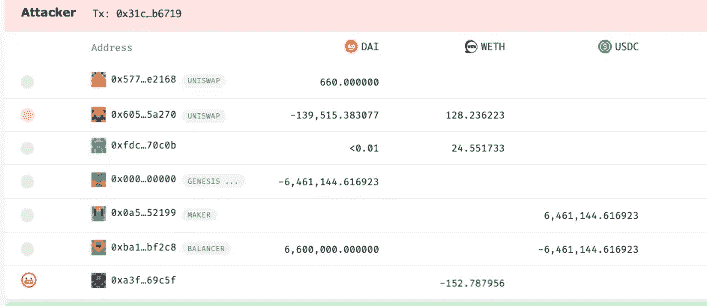 Attacker Tx: 0x31c…b6719
Address DAI WETH USDC
0x577…e2168 UNISWAP 660.000000
0x605…5a270 UNISWAP -139,515.383077 128.236223
0xfdc…70c0b <0.01 24.551733
0x000…00000 GENESIS ... -6,461,144.616923
0x0a5…52199 MAKER 6,461,144.616923
0xba1…bf2c8 BALANCER 6,600,000.000000 -6,461,144.616923
0xa3f…69c5f -152.787956